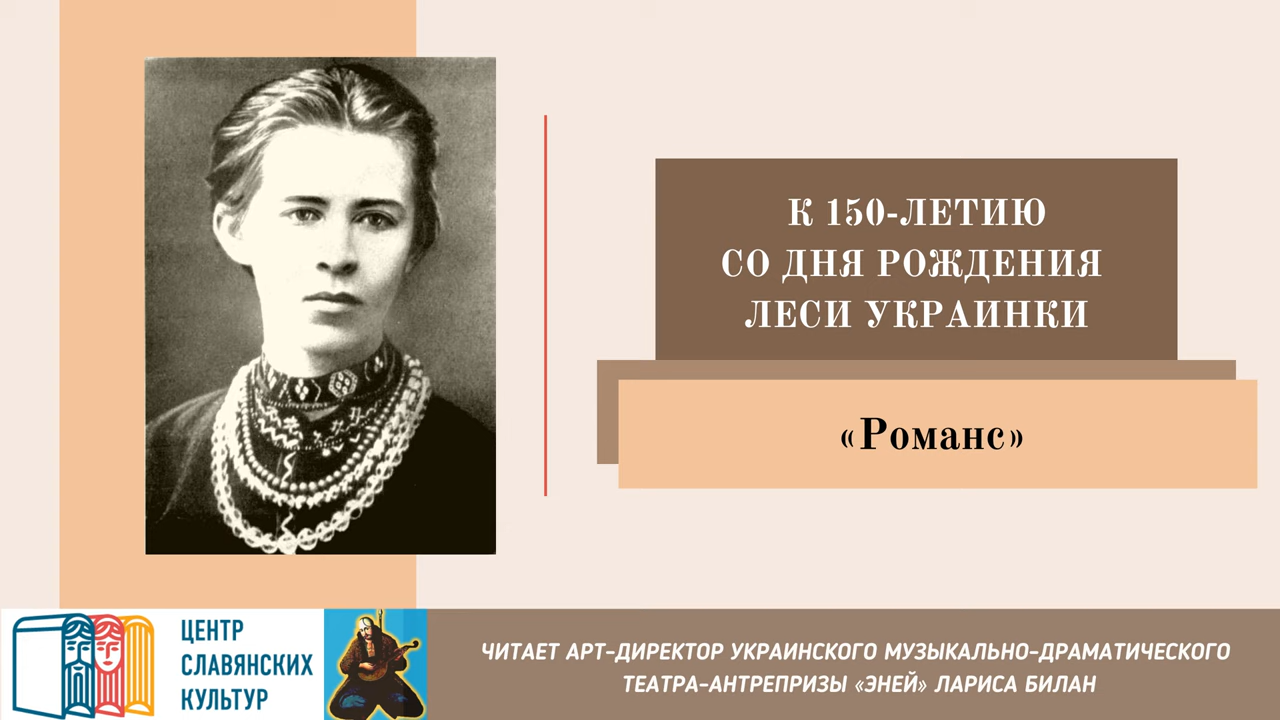 К 150-ЛЕТИЮ
СО ДНЯ РОЖДЕНИЯ
ЛЕСИ УКРАИНКИ
«Романс»
ЦЕНТР
СЛАВЯНСКИХ
КУЛЬТУР
ЧИТАЕТ АРТ-ДИРЕКТОР УКРАИНСКОГО МУЗЫКАЛЬНО-ДРАМАТИЧЕСКОГО
ТЕАТРА-АНТРЕПРИЗЫ «ЭНЕЙ» ЛАРИСА БИЛАН